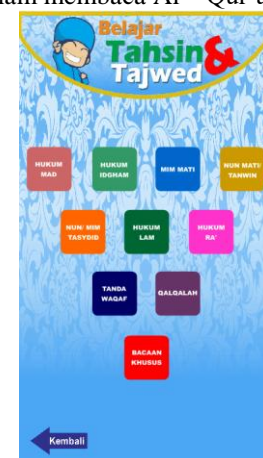 membaca Al – Qur'
Belajar
Tahsin &
Tajwed
HUKUM
MAD
HUKUM
IDGHAM
MIM MATI
NUN MATI/
TANWIN
NUN/ MIM
TASYDID
HUKUM
LAM
HUKUM
RA'
TANDA
WAQAF
QALQALAH
BACAAN
KHUSUS
Kembali